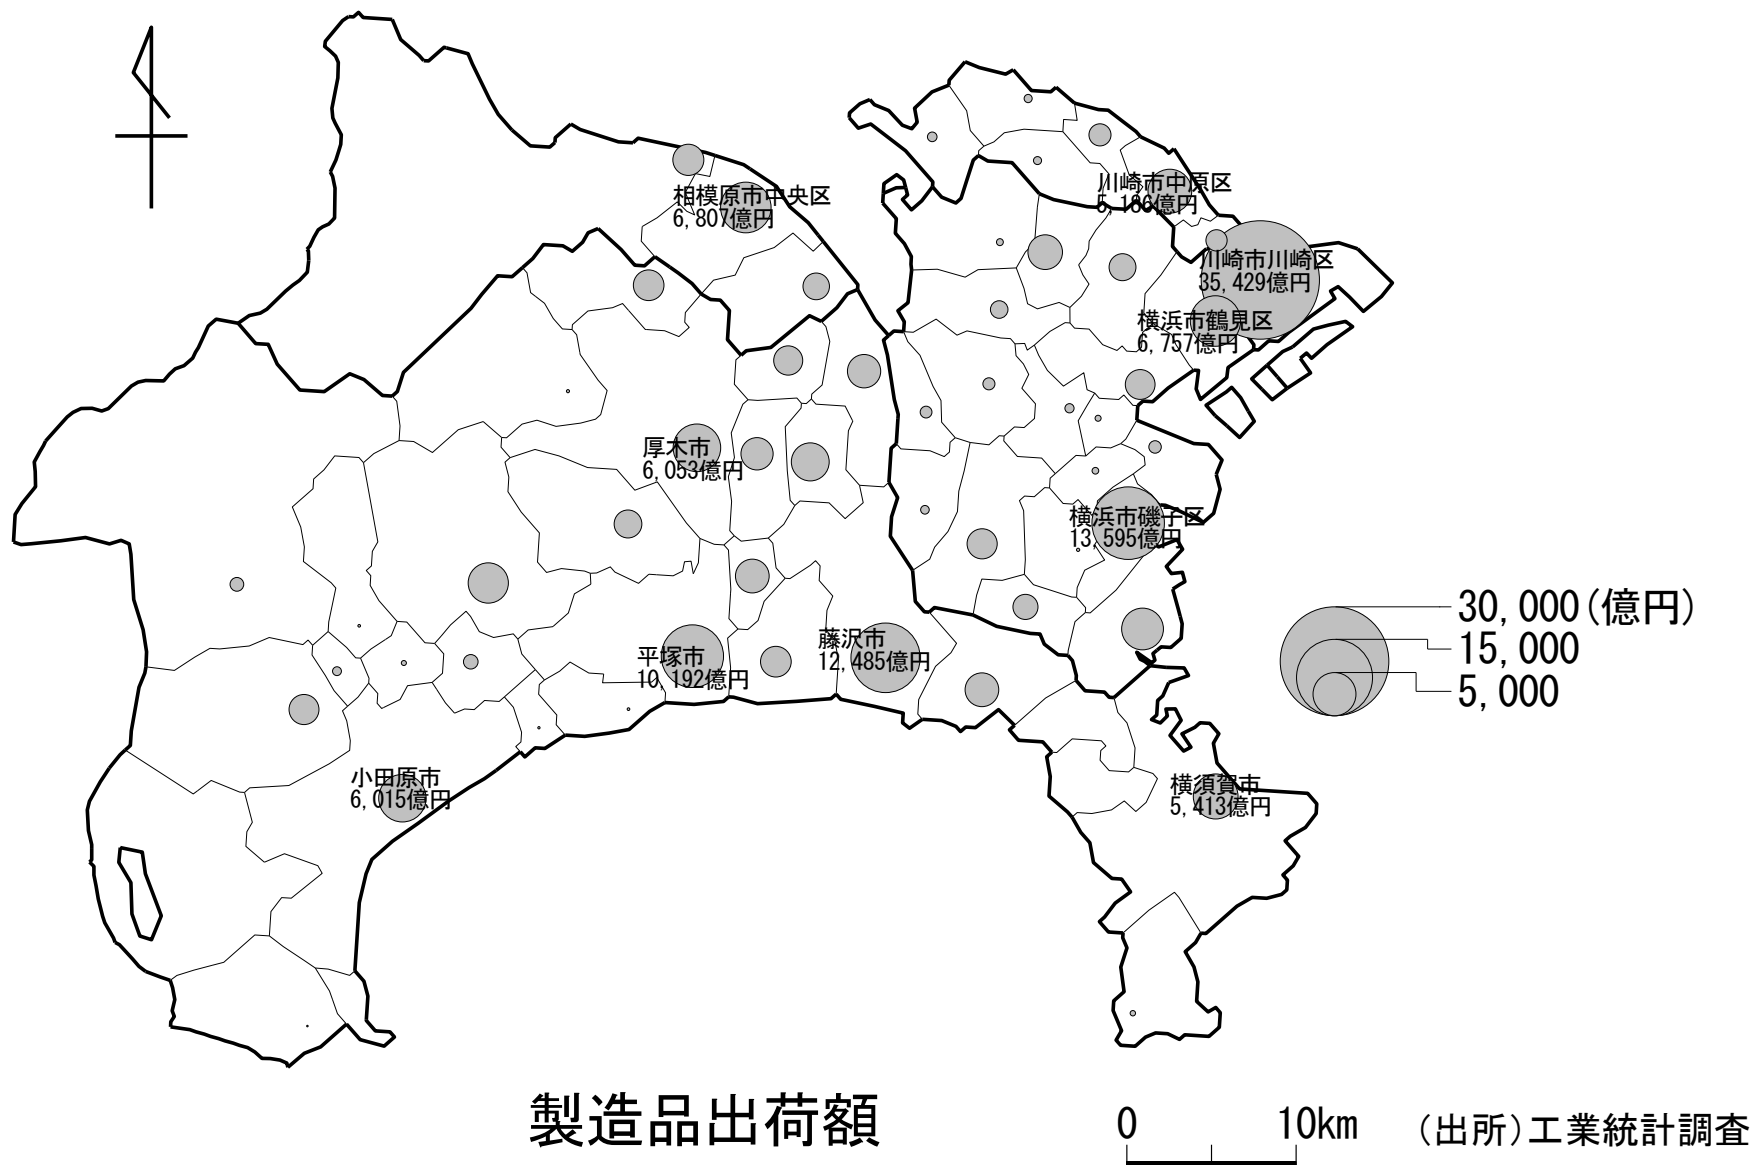 相模原市中央区
6,807億円
川崎市中原区
5,186億円
川崎市川崎区
35,429億円
横浜市鶴見区
6,757億円
厚木市
6,053億円
横浜市磯子区
13,595億円
平塚市
10,192億円
藤沢市
12,485億円
小田原市
6,015億円
横須賀市
5,413億円
30,000(億円)
15,000
5,000
製造品出荷額
0 10km
(出所)工業統計調査